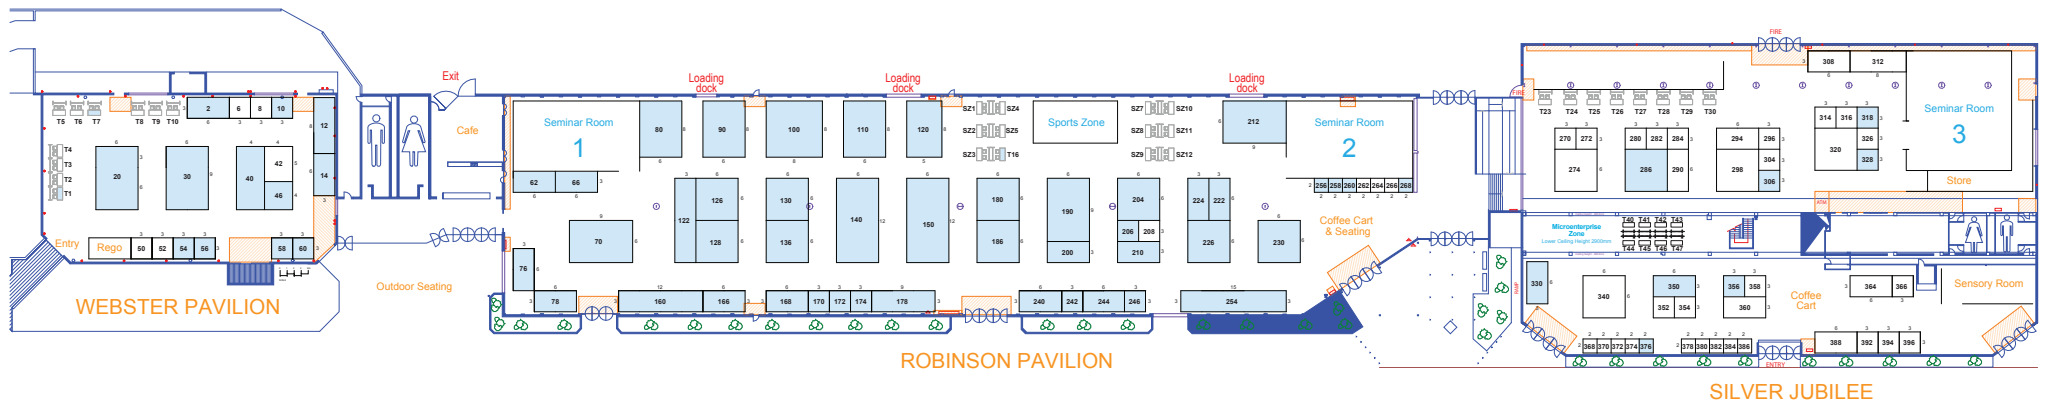 WEBSTER PAVILION
T5 T6 T7 T8 T9 T10
T4
T3
T2
T1
2 6 8 10
12
14
20 30 40 42
46
Entry
Rego
50 52 54 56 58 60
Exit
Cafe
Outdoor Seating
ROBINSON PAVILION
Loading
dock
Loading
dock
Loading
dock
Seminar Room
1
62 66
80 90 100 110 120
SZ1 SZ4
SZ2 SZ5
SZ3 T16
Sports Zone
SZ7 SZ10
SZ8 SZ11
SZ9 SZ12
212
Seminar Room
2
256 258 260 262 264 266 268
70
122 126
128
130
136
140
150
180
186
190
200
204
206 208
210
224 222
226
230
Coffee Cart
& Seating
76
78
160 166
168 170 172 174 178
240 242 244 246
254
SILVER JUBILEE
FIRE
FIRE
308 312
T23 T24 T25 T26 T27 T28 T29 T30
270 272
274
280 282 284
286 290
294 296
298 304
306
314 316 318
320 326
328
Seminar Room
3
Store
ATM
Microenterprise
Zone
Lower Ceiling Height 2900mm
T40 T41 T42 T43
T44 T45 T46 T47
RAMP
330
340
350
352 354
356 358
360
Coffee
Cart
364 366
Sensory Room
368 370 372 374 376
378 380 382 384 386
388 392 394 396
ENTRY